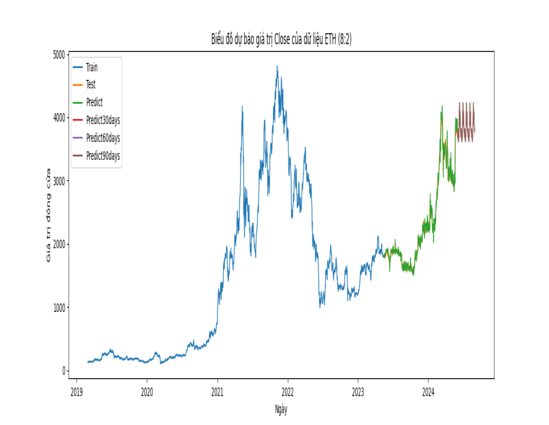 Biểu đồ dự báo giá trị Close của dữ liệu ETH (8:2)
5000
4000
3000
2000
1000
0
Giá trị đóng cửa
Train
Test
Predict
Predict30days
Predict60days
Predict90days
2019
2020
2021
2022
2023
2024
Ngày